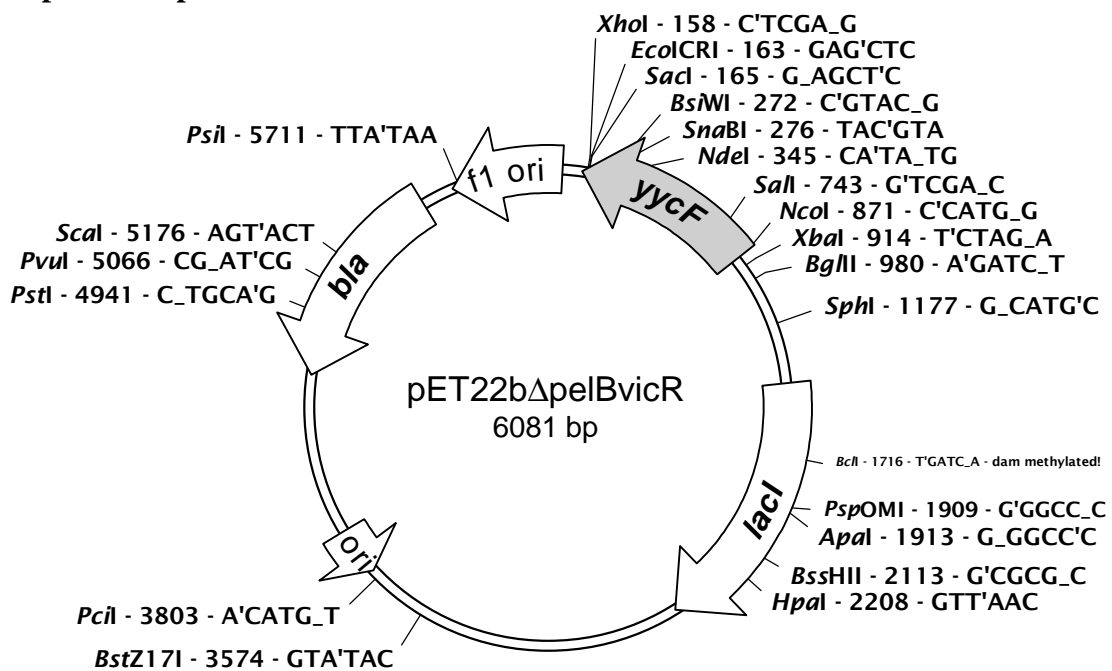 XhoI - 158 - C'TCGA_G
EcoICRI - 163 - GAG'CTC
SacI - 165 - G_AGCT'C
BsiWI - 272 - C'GTAC_G
SnaBI - 276 - TAC'GTA
NdeI - 345 - CA'TA_TG
SalI - 743 - G'TCGA_C
NcoI - 871 - C'CATG_G
XbaI - 914 - T'CTAG_A
BglII - 980 - A'GATC_T
SphI - 1177 - G_CATG'C
BclI - 1716 - T'GATC_A - dam methylated!
PspOMI - 1909 - G'GGCC_C
ApaI - 1913 - G_GGCC'C
BssHII - 2113 - G'CGCG_C
HpaI - 2208 - GTT'AAC
BstZ17I - 3574 - GTA'TAC
PciI - 3803 - A'CATG_T
PstI - 4941 - C_TGCA'G
PvuI - 5066 - CG_AT'CG
ScaI - 5176 - AGT'ACT
PsiI - 5711 - TTA'TAA
f1 ori
yycF
bla
lacI
ori
pET22bΔpelBvicR
6081 bp